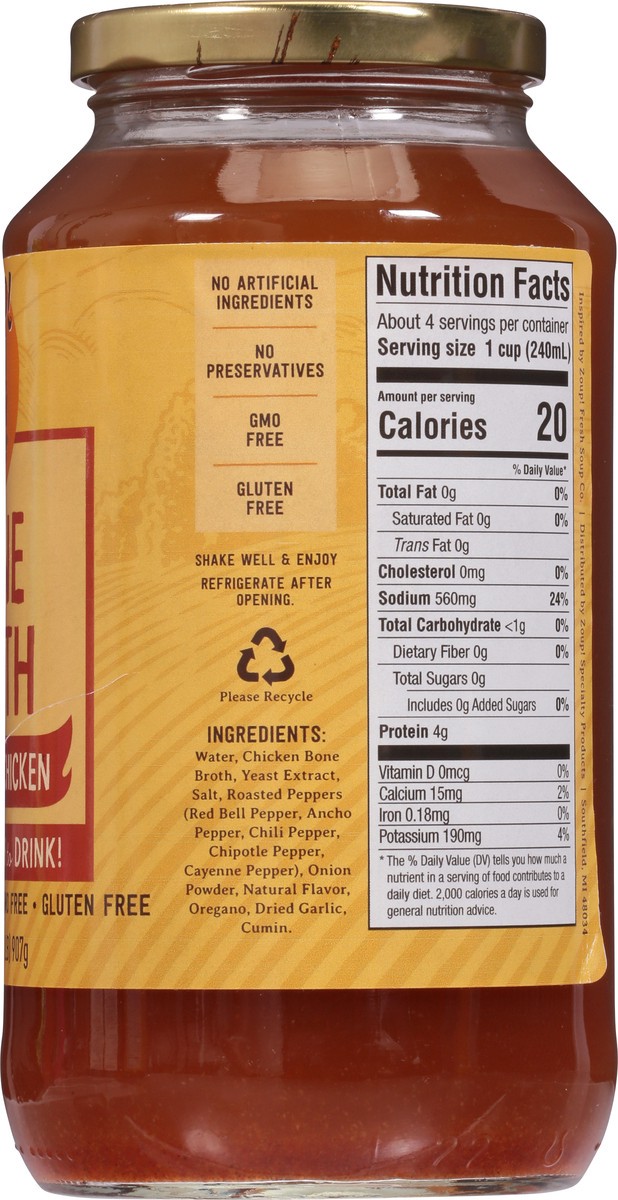 NO ARTIFICIAL
INGREDIENTS
NO
PRESERVATIVES
GMO
FREE
GLUTEN
FREE
SHAKE WELL & ENJOY
REFRIGERATE AFTER
OPENING.
Please Recycle
INGREDIENTS:
Water, Chicken Bone
Broth, Yeast Extract,
Salt, Roasted Peppers
(Red Bell Pepper, Ancho
Pepper, Chili Pepper,
Chipotle Pepper,
Cayenne Pepper), Onion
Powder, Natural Flavor,
Oregano, Dried Garlic,
Cumin.
Nutrition Facts
About 4 servings per container
Serving size 1 cup (240mL)
Amount per serving
Calories 20
% Daily Value*
Total Fat 0g 0%
Saturated Fat 0g 0%
Trans Fat 0g
Cholesterol 0mg 0%
Sodium 560mg 24%
Total Carbohydrate <1g 0%
Dietary Fiber 0g 0%
Total Sugars 0g
Includes 0g Added Sugars 0%
Protein 4g
Vitamin D 0mcg 0%
Calcium 15mg 2%
Iron 0.18mg 0%
Potassium 190mg 4%
* The % Daily Value (DV) tells you how much a
nutrient in a serving of food contributes to a
daily diet. 2,000 calories a day is used for
general nutrition advice.
Inspired by Zoup! Fresh Soup Co. | Distributed by Zoup! Specialty Products | Southfield, MI 48034
E
TH
HICKEN
DRINK!
FREE • GLUTEN FREE
907g